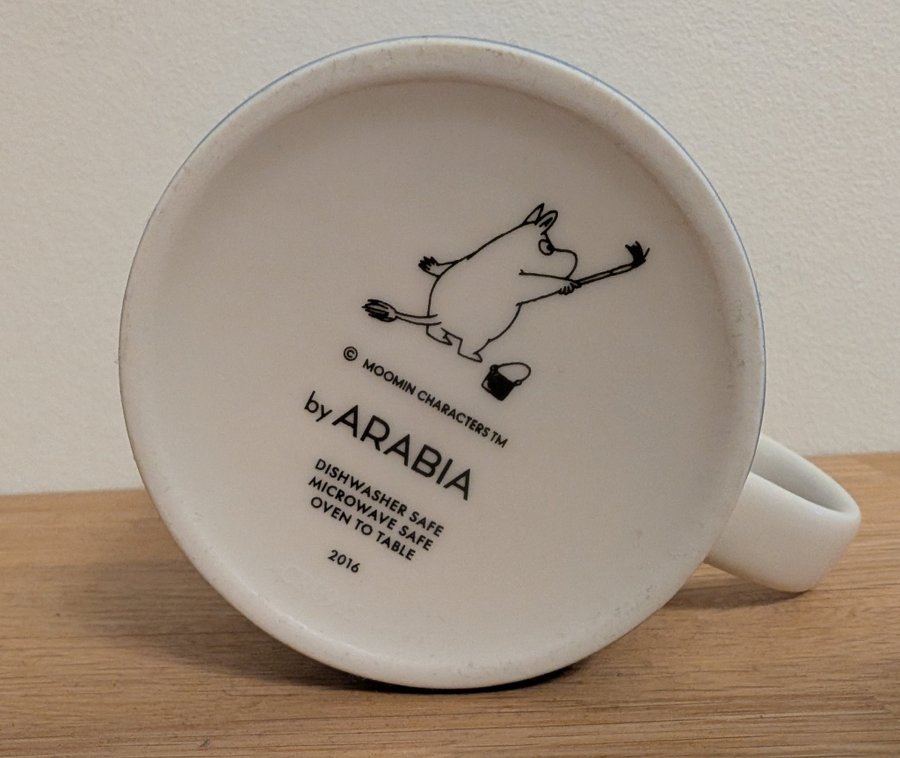 © MOOMIN CHARACTERS™
by ARABIA
DISHWASHER SAFE
MICROWAVE SAFE
OVEN TO TABLE
2016